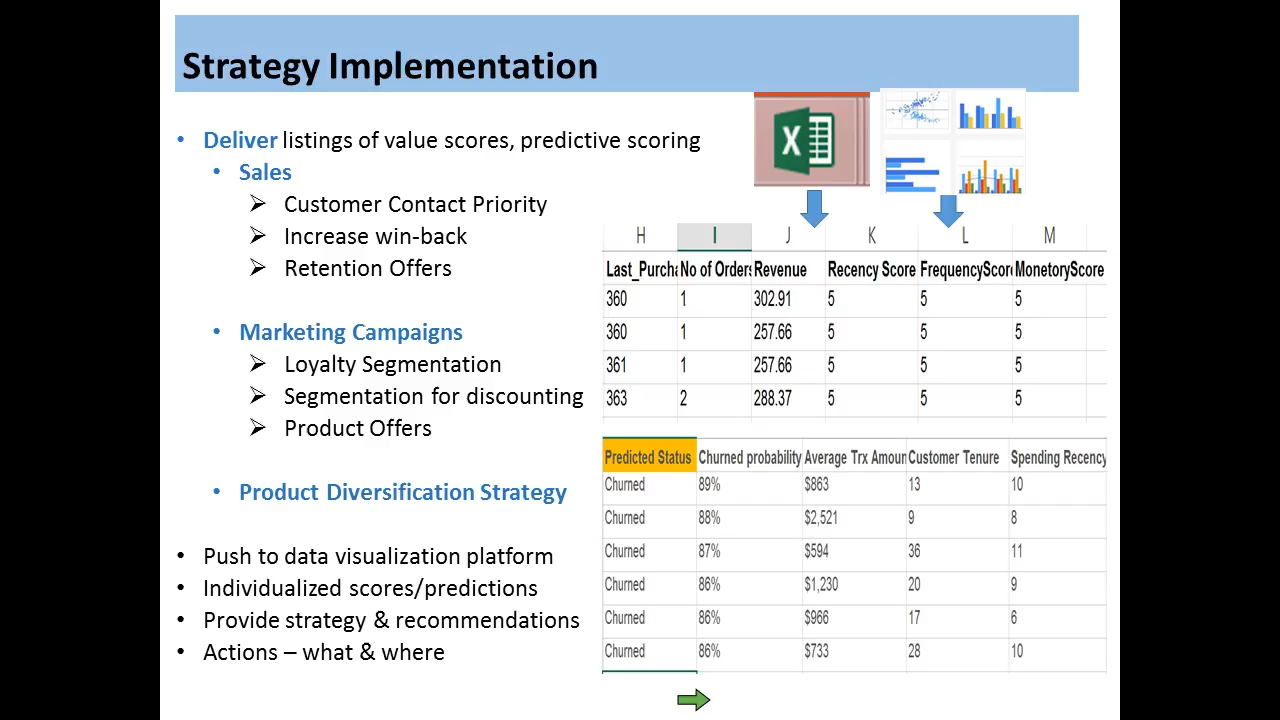 Strategy Implementation
• Deliver listings of value scores, predictive scoring
• Sales
➢ Customer Contact Priority
➢ Increase win-back
➢ Retention Offers
• Marketing Campaigns
➢ Loyalty Segmentation
➢ Segmentation for discounting
➢ Product Offers
• Product Diversification Strategy
• Push to data visualization platform
• Individualized scores/predictions
• Provide strategy & recommendations
• Actions – what & where
X
H I J K L M
Last_Purcha No of Orders Revenue Recency Score FrequencyScor MonetoryScore
360 1 302.91 5 5 5
360 1 257.66 5 5 5
361 1 257.66 5 5 5
363 2 288.37 5 5 5
Predicted Status Churned probability Average Trx Amoun Customer Tenure Spending Recency
Churned 89% $863 13 10
Churned 88% $2,521 9 8
Churned 87% $594 36 11
Churned 86% $1,230 20 9
Churned 86% $966 17 6
Churned 86% $733 28 10